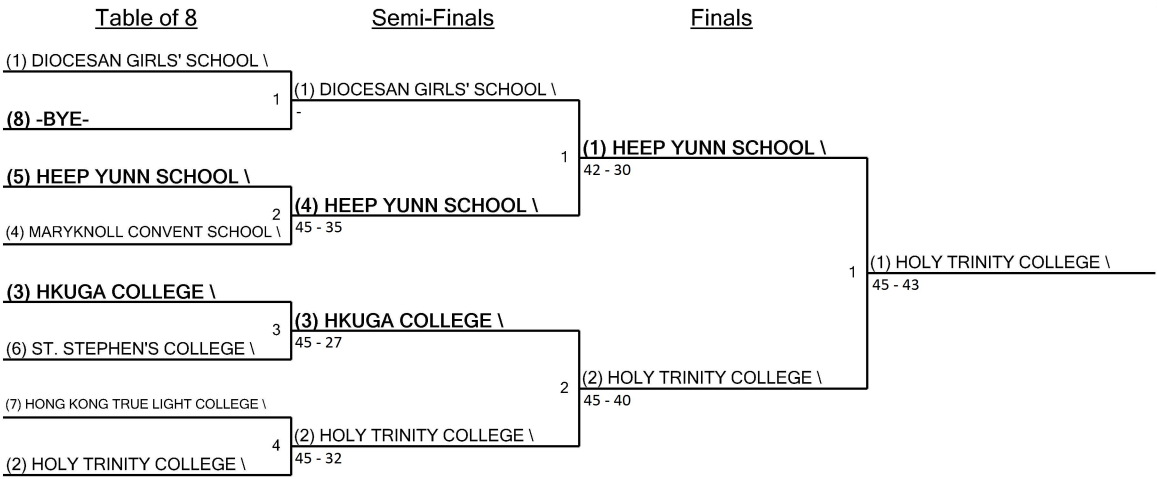 Table of 8
Semi-Finals
Finals
(1) DIOCESAN GIRLS' SCHOOL \
1
(8) -BYE-
(5) HEEP YUNN SCHOOL \
2
(4) MARYKNOLL CONVENT SCHOOL \
(3) HKUGA COLLEGE \
3
(6) ST. STEPHEN'S COLLEGE \
(7) HONG KONG TRUE LIGHT COLLEGE \
4
(2) HOLY TRINITY COLLEGE \
(1) DIOCESAN GIRLS' SCHOOL \
-
1
(4) HEEP YUNN SCHOOL \
45 - 35
(3) HKUGA COLLEGE \
45 - 27
2
(2) HOLY TRINITY COLLEGE \
45 - 32
(1) HEEP YUNN SCHOOL \
42 - 30
1
(2) HOLY TRINITY COLLEGE \
45 - 40
(1) HOLY TRINITY COLLEGE \
45 - 43